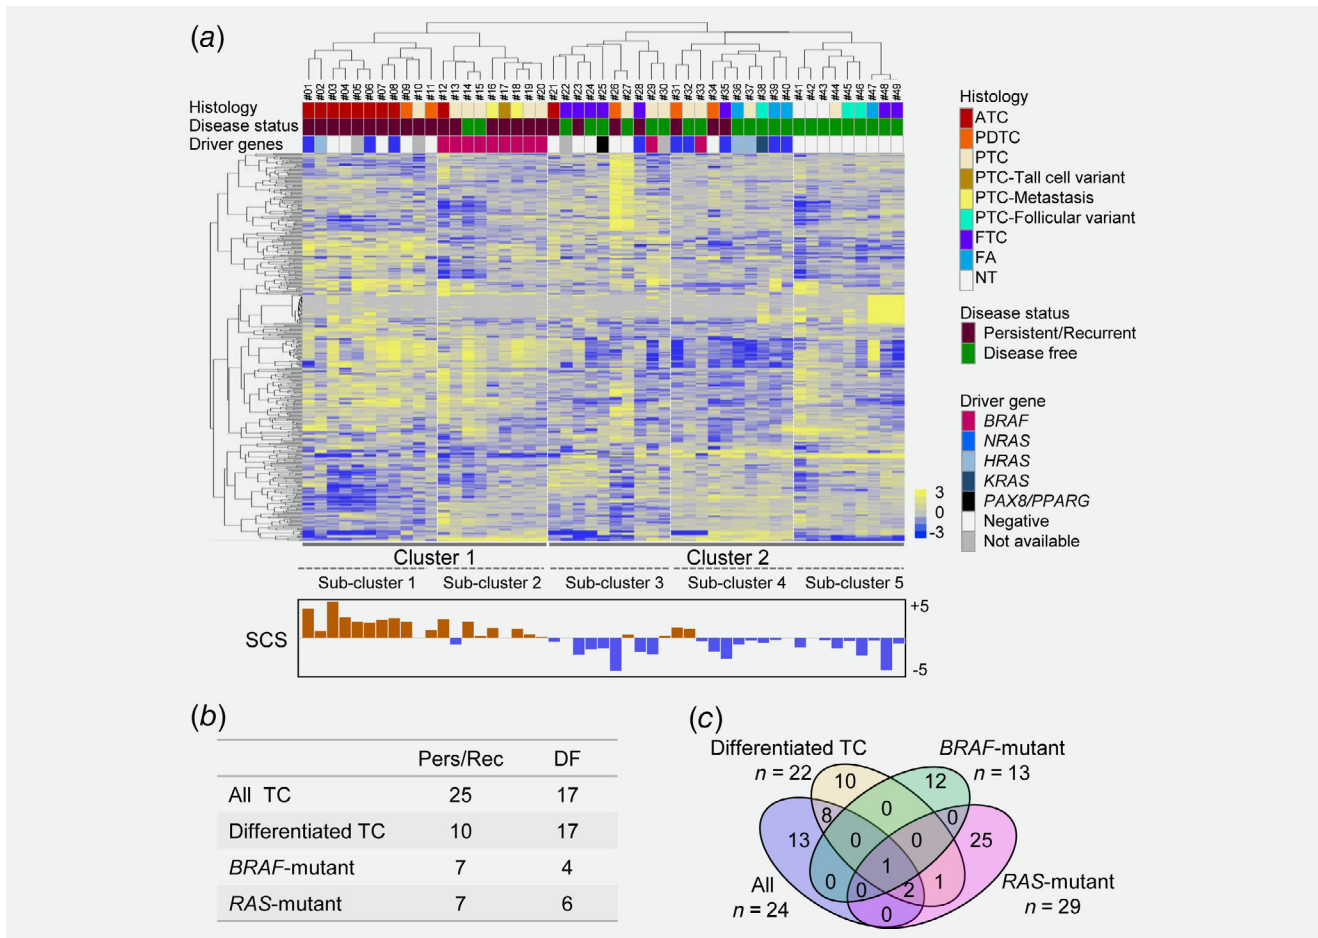 (a)
#01 #02 #03 #04 #05 #06 #07 #08 #09 #10 #11 #12 #13 #14 #15 #16 #17 #18 #19 #20 #21 #22 #23 #24 #25 #26 #27 #28 #29 #30 #31 #32 #33 #34 #35 #36 #37 #38 #39 #40 #41 #42 #43 #44 #45 #46 #47 #48 #49
Histology
Disease status
Driver genes
Histology
ATC
PDTC
PTC
PTC-Tall cell variant
PTC-Metastasis
PTC-Follicular variant
FTC
FA
NT
Disease status
Persistent/Recurrent
Disease free
Driver gene
BRAF
NRAS
HRAS
KRAS
PAX8/PPARG
Negative
Not available
3
0
-3
Cluster 1 Cluster 2
Sub-cluster 1 Sub-cluster 2 Sub-cluster 3 Sub-cluster 4 Sub-cluster 5
SCS
+5
-5
(b)
Pers/Rec DF
All TC 25 17
Differentiated TC 10 17
BRAF-mutant 7 4
RAS-mutant 7 6
(c)
Differentiated TC
n = 22
BRAF-mutant
n = 13
10 12
8 0 0
13 0 0 25
1
0 0 2 1
0
All
n = 24
RAS-mutant
n = 29